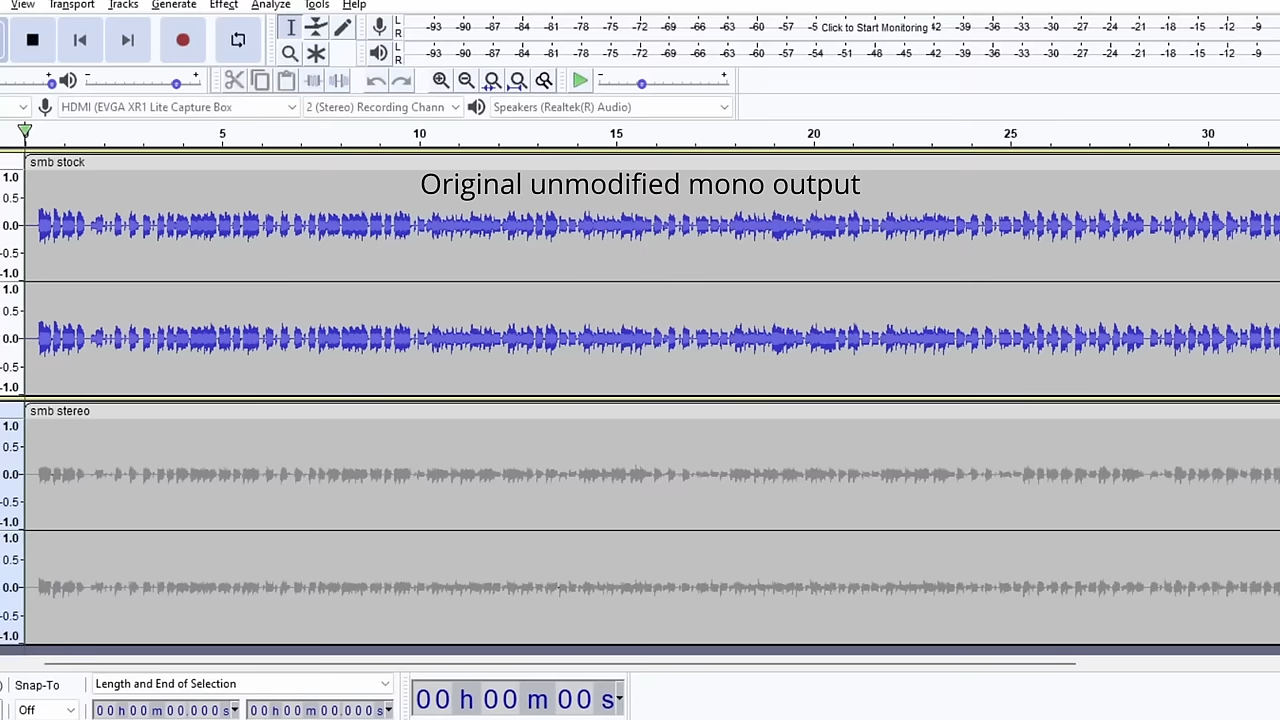 View Transport Tracks Generate Effect Analyze Tools Help
L
R
-93 -90 -87 -84 -81 -78 -75 -72 -69 -66 -63 -60 -57 -5 Click to Start Monitoring 42 -39 -36 -33 -30 -27 -24 -21 -18 -15 -12 -9
L
R
-93 -90 -87 -84 -81 -78 -75 -72 -69 -66 -63 -60 -57 -54 -51 -48 -45 -42 -39 -36 -33 -30 -27 -24 -21 -18 -15 -12 -9
- + - + - +
HDMI (EVGA XR1 Lite Capture Box 2 (Stereo) Recording Chann Speakers (Realtek(R) Audio)
5 10 15 20 25 30
smb stock
Original unmodified mono output
1.0
0.5
0.0
-0.5
-1.0
1.0
0.5
0.0
-0.5
-1.0
smb stereo
1.0
0.5
0.0
-0.5
-1.0
1.0
0.5
0.0
-0.5
-1.0
) Snap-To Length and End of Selection
Off 00 h 00 m 00.000 s 00 h 00 m 00.000 s 00 h 00 m 00 s